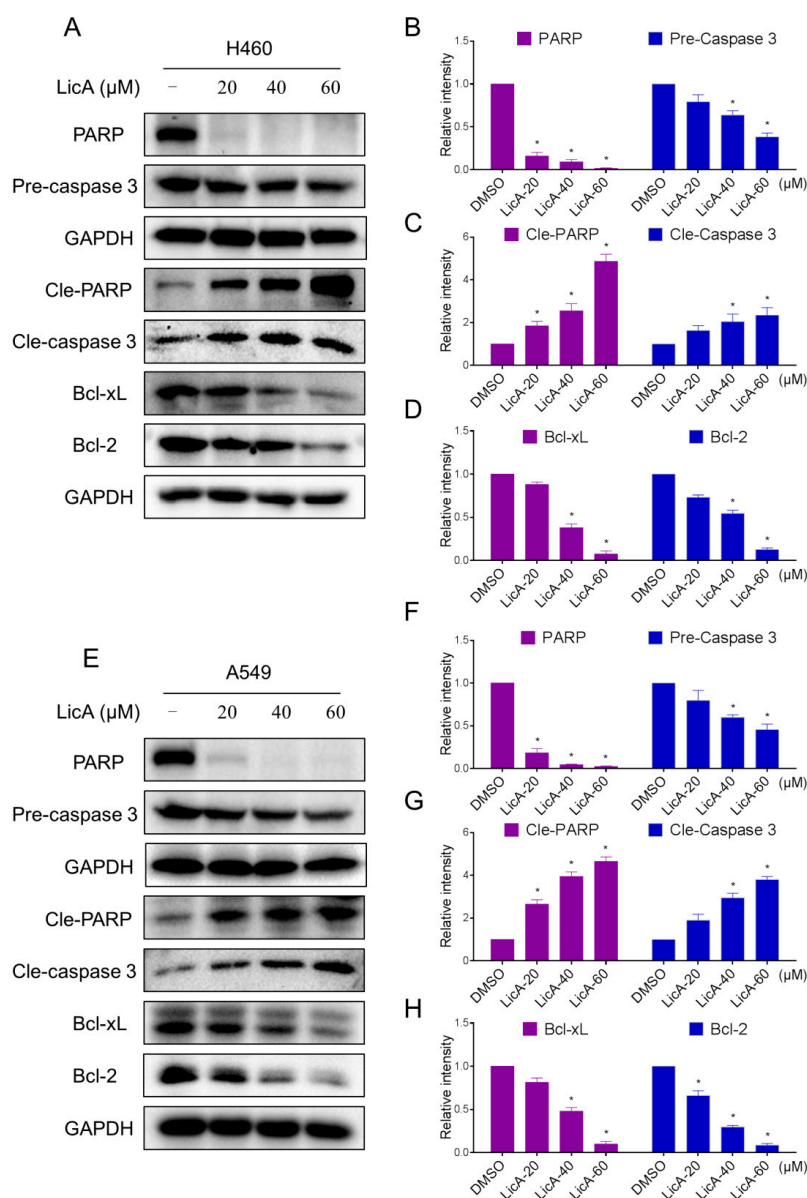 A
H460
LicA (µM)
– 20 40 60
PARP
Pre-caspase 3
GAPDH
Cle-PARP
Cle-caspase 3
Bcl-xL
Bcl-2
GAPDH
B
PARP Pre-Caspase 3
Relative intensity
1.5
1.0
0.5
0.0
* * * * *
DMSO LicA-20 LicA-40 LicA-60 DMSO LicA-20 LicA-40 LicA-60 (µM)
C
Cle-PARP Cle-Caspase 3
Relative intensity
6
4
2
0
* * * * *
DMSO LicA-20 LicA-40 LicA-60 DMSO LicA-20 LicA-40 LicA-60 (µM)
D
Bcl-xL Bcl-2
Relative intensity
1.5
1.0
0.5
0.0
* * * *
DMSO LicA-20 LicA-40 LicA-60 DMSO LicA-20 LicA-40 LicA-60 (µM)
E
A549
LicA (µM)
– 20 40 60
PARP
Pre-caspase 3
GAPDH
Cle-PARP
Cle-caspase 3
Bcl-xL
Bcl-2
GAPDH
F
PARP Pre-Caspase 3
Relative intensity
1.5
1.0
0.5
0.0
* * * * *
DMSO LicA-20 LicA-40 LicA-60 DMSO LicA-20 LicA-40 LicA-60 (µM)
G
Cle-PARP Cle-Caspase 3
Relative intensity
6
4
2
0
* * * * *
DMSO LicA-20 LicA-40 LicA-60 DMSO LicA-20 LicA-40 LicA-60 (µM)
H
Bcl-xL Bcl-2
Relative intensity
1.5
1.0
0.5
0.0
* * * * *
DMSO LicA-20 LicA-40 LicA-60 DMSO LicA-20 LicA-40 LicA-60 (µM)